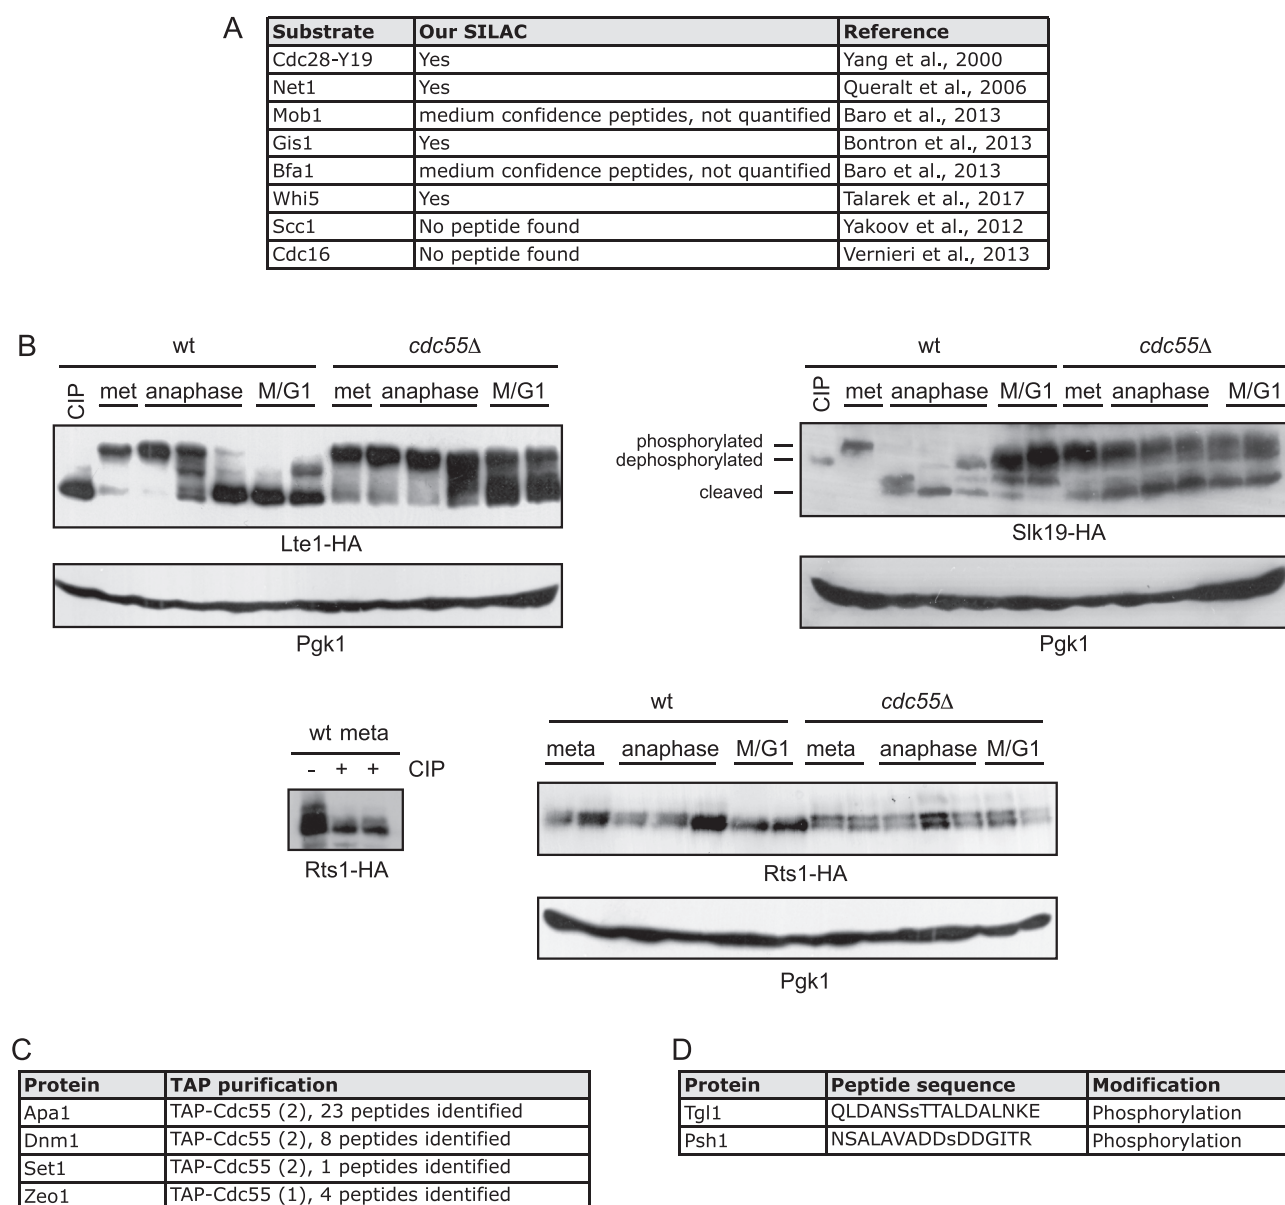 A
Substrate Our SILAC Reference
Cdc28-Y19 Yes Yang et al., 2000
Net1 Yes Queralt et al., 2006
Mob1 medium confidence peptides, not quantified Baro et al., 2013
Gis1 Yes Bontron et al., 2013
Bfa1 medium confidence peptides, not quantified Baro et al., 2013
Whi5 Yes Talarek et al., 2017
Scc1 No peptide found Yakoov et al., 2012
Cdc16 No peptide found Vernieri et al., 2013
B
wt cdc55Δ
CIP met anaphase M/G1 met anaphase M/G1
Lte1-HA
Pgk1
wt cdc55Δ
CIP met anaphase M/G1 met anaphase M/G1
phosphorylated
dephosphorylated
cleaved
Slk19-HA
Pgk1
wt meta
- + + CIP
Rts1-HA
wt cdc55Δ
meta anaphase M/G1 meta anaphase M/G1
Rts1-HA
Pgk1
C
Protein TAP purification
Apa1 TAP-Cdc55 (2), 23 peptides identified
Dnm1 TAP-Cdc55 (2), 8 peptides identified
Set1 TAP-Cdc55 (2), 1 peptides identified
Zeo1 TAP-Cdc55 (1), 4 peptides identified
D
Protein Peptide sequence Modification
Tgl1 QLDANSsTTALDALNKE Phosphorylation
Psh1 NSALAVADDsDDGITR Phosphorylation